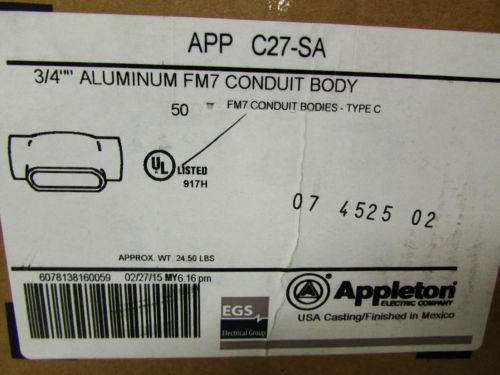 APP C27-SA
3/4"" ALUMINUM FM7 CONDUIT BODY
50 FM7 CONDUIT BODIES - TYPE C
UL LISTED
917H
07 4525 02
APPROX. WT. 24.50 LBS
6078138160059 02/27/15 MY6 16 pm
EGS
Electrical Group
Appleton
ELECTRIC COMPANY
USA Casting/Finished in Mexico